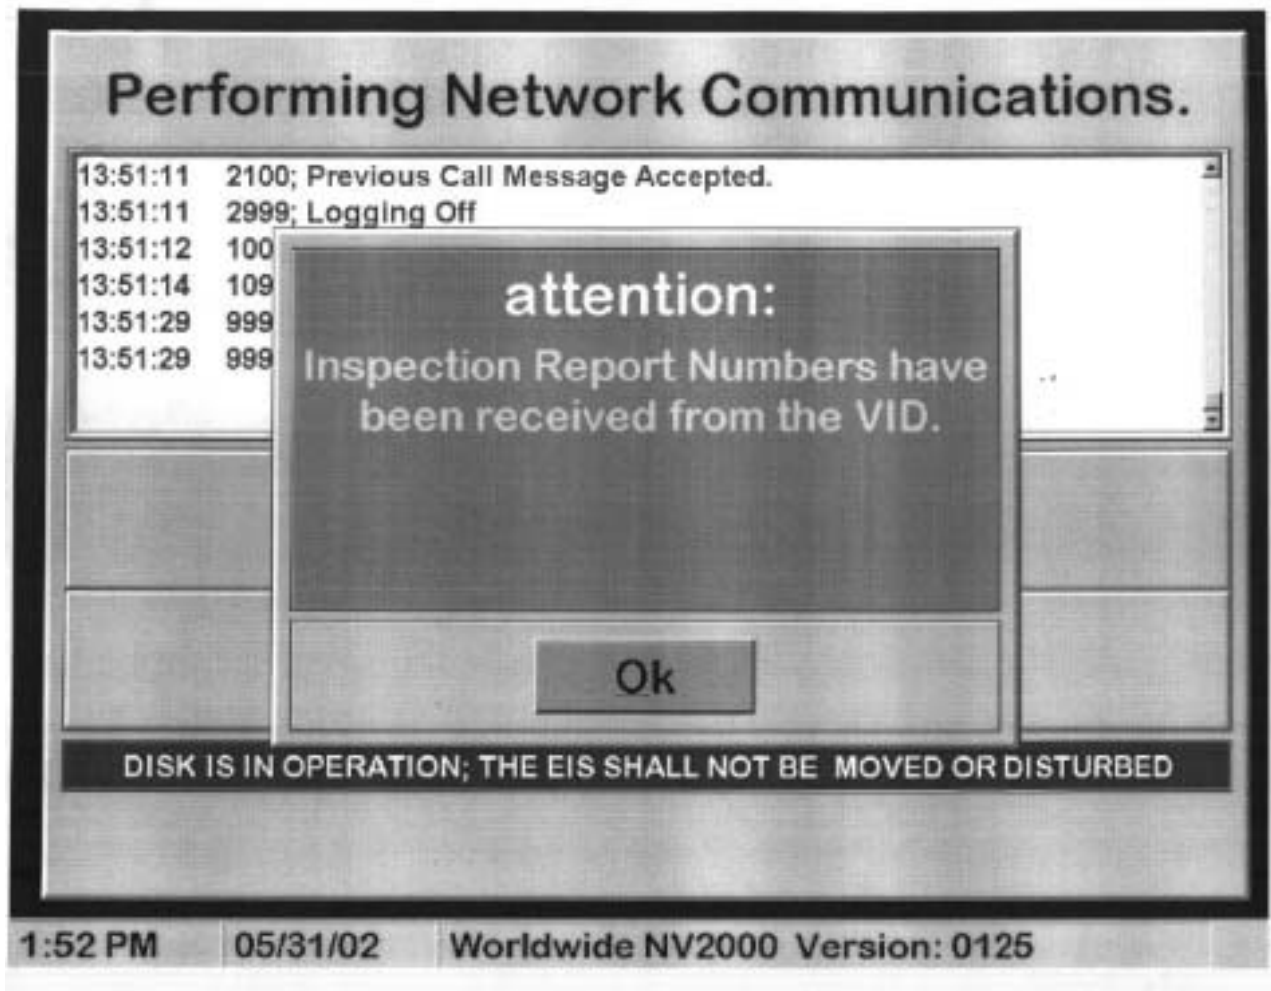 Performing Network Communications.
13:51:11 2100; Previous Call Message Accepted.
13:51:11 2999; Logging Off
13:51:12 100
13:51:14 109
13:51:29 999
13:51:29 999
attention:
Inspection Report Numbers have
been received from the VID.
Ok
DISK IS IN OPERATION; THE EIS SHALL NOT BE MOVED OR DISTURBED
1:52 PM 05/31/02 Worldwide NV2000 Version: 0125